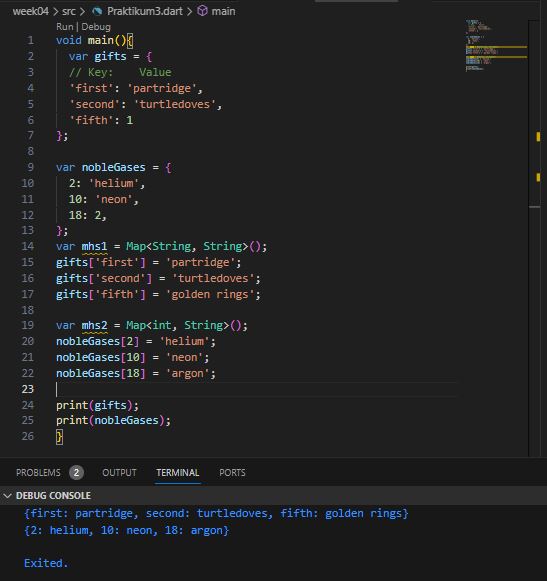 week04 > src > Praktikum3.dart > main
Run | Debug
1 void main(){
2 var gifts = {
3 // Key:    Value
4 'first': 'partridge',
5 'second': 'turtledoves',
6 'fifth': 1
7 };
8
9 var nobleGases = {
10 2: 'helium',
11 10: 'neon',
12 18: 2,
13 };
14 var mhs1 = Map<String, String>();
15 gifts['first'] = 'partridge';
16 gifts['second'] = 'turtledoves';
17 gifts['fifth'] = 'golden rings';
18
19 var mhs2 = Map<int, String>();
20 nobleGases[2] = 'helium';
21 nobleGases[10] = 'neon';
22 nobleGases[18] = 'argon';
23
24 print(gifts);
25 print(nobleGases);
26 }
PROBLEMS 2 OUTPUT TERMINAL PORTS
DEBUG CONSOLE
{first: partridge, second: turtledoves, fifth: golden rings}
{2: helium, 10: neon, 18: argon}
Exited.